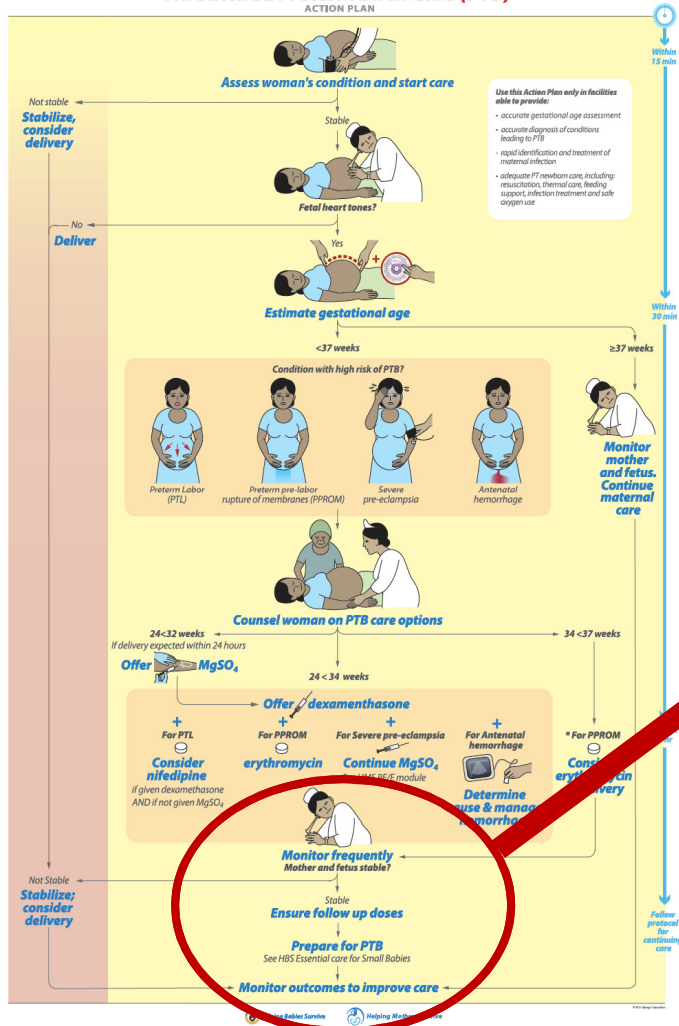 ACTION PLAN
Within
15 min
Assess woman's condition and start care
Not stable
Stabilize,
consider
delivery
Stable
Use this Action Plan only in facilities
able to provide:
- accurate gestational age assessment
- accurate diagnosis of conditions
leading to PTB
- rapid identification and treatment of
maternal infection
- adequate PT newborn care, including:
resuscitation, thermal care, feeding
support, infection treatment and safe
oxygen use
Fetal heart tones?
No
Deliver
Yes
+
Estimate gestational age
Within
30 min
<37 weeks
≥37 weeks
Condition with high risk of PTB?
Preterm Labor
(PTL)
Preterm pre-labor
rupture of membranes (PPROM)
Severe
pre-eclampsia
Antenatal
hemorrhage
Monitor
mother
and fetus.
Continue
maternal
care
Counsel woman on PTB care options
24<32 weeks
If delivery expected within 24 hours
Offer MgSO4
34 <37 weeks
24 < 34 weeks
Offer dexamenthasone
+
For PTL
Consider
nifedipine
if given dexamethasone
AND if not given MgSO4
+
For PPROM
erythromycin
+
For Severe pre-eclampsia
Continue MgSO4
module
+
For Antenatal
hemorrhage
Determine
& manage
* For PPROM
Monitor frequently
Mother and fetus stable?
Not Stable
Stabilize;
consider
delivery
Stable
Ensure follow up doses
Prepare for PTB
See HBS Essential care for Small Babies
Monitor outcomes to improve care
Follow
protocol
for
continuing
care
Babies Survive
Helping